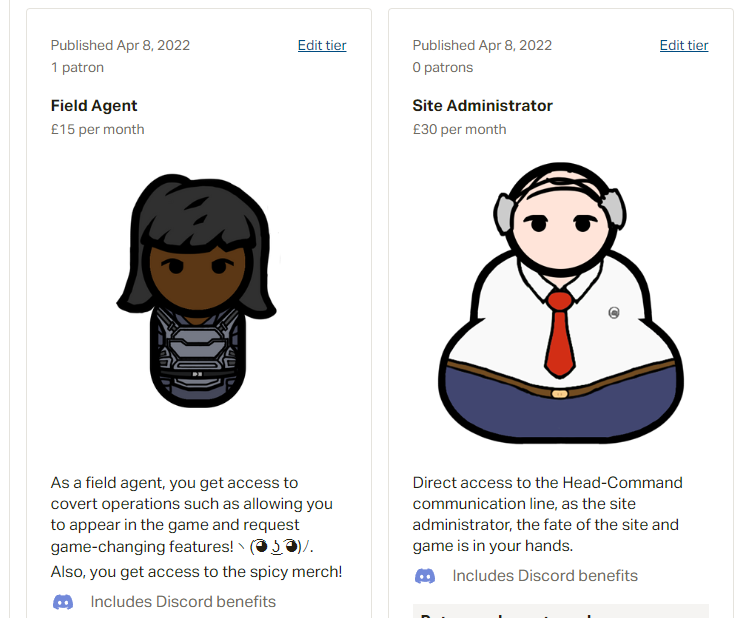 Published Apr 8, 2022
Edit tier
1 patron
Field Agent
£15 per month
As a field agent, you get access to
covert operations such as allowing you
to appear in the game and request
game-changing features!ヽ(◕ ͜ʖ ◕)ﾉ.
Also, you get access to the spicy merch!
Includes Discord benefits
Published Apr 8, 2022
Edit tier
0 patrons
Site Administrator
£30 per month
Direct access to the Head-Command
communication line, as the site
administrator, the fate of the site and
game is in your hands.
Includes Discord benefits